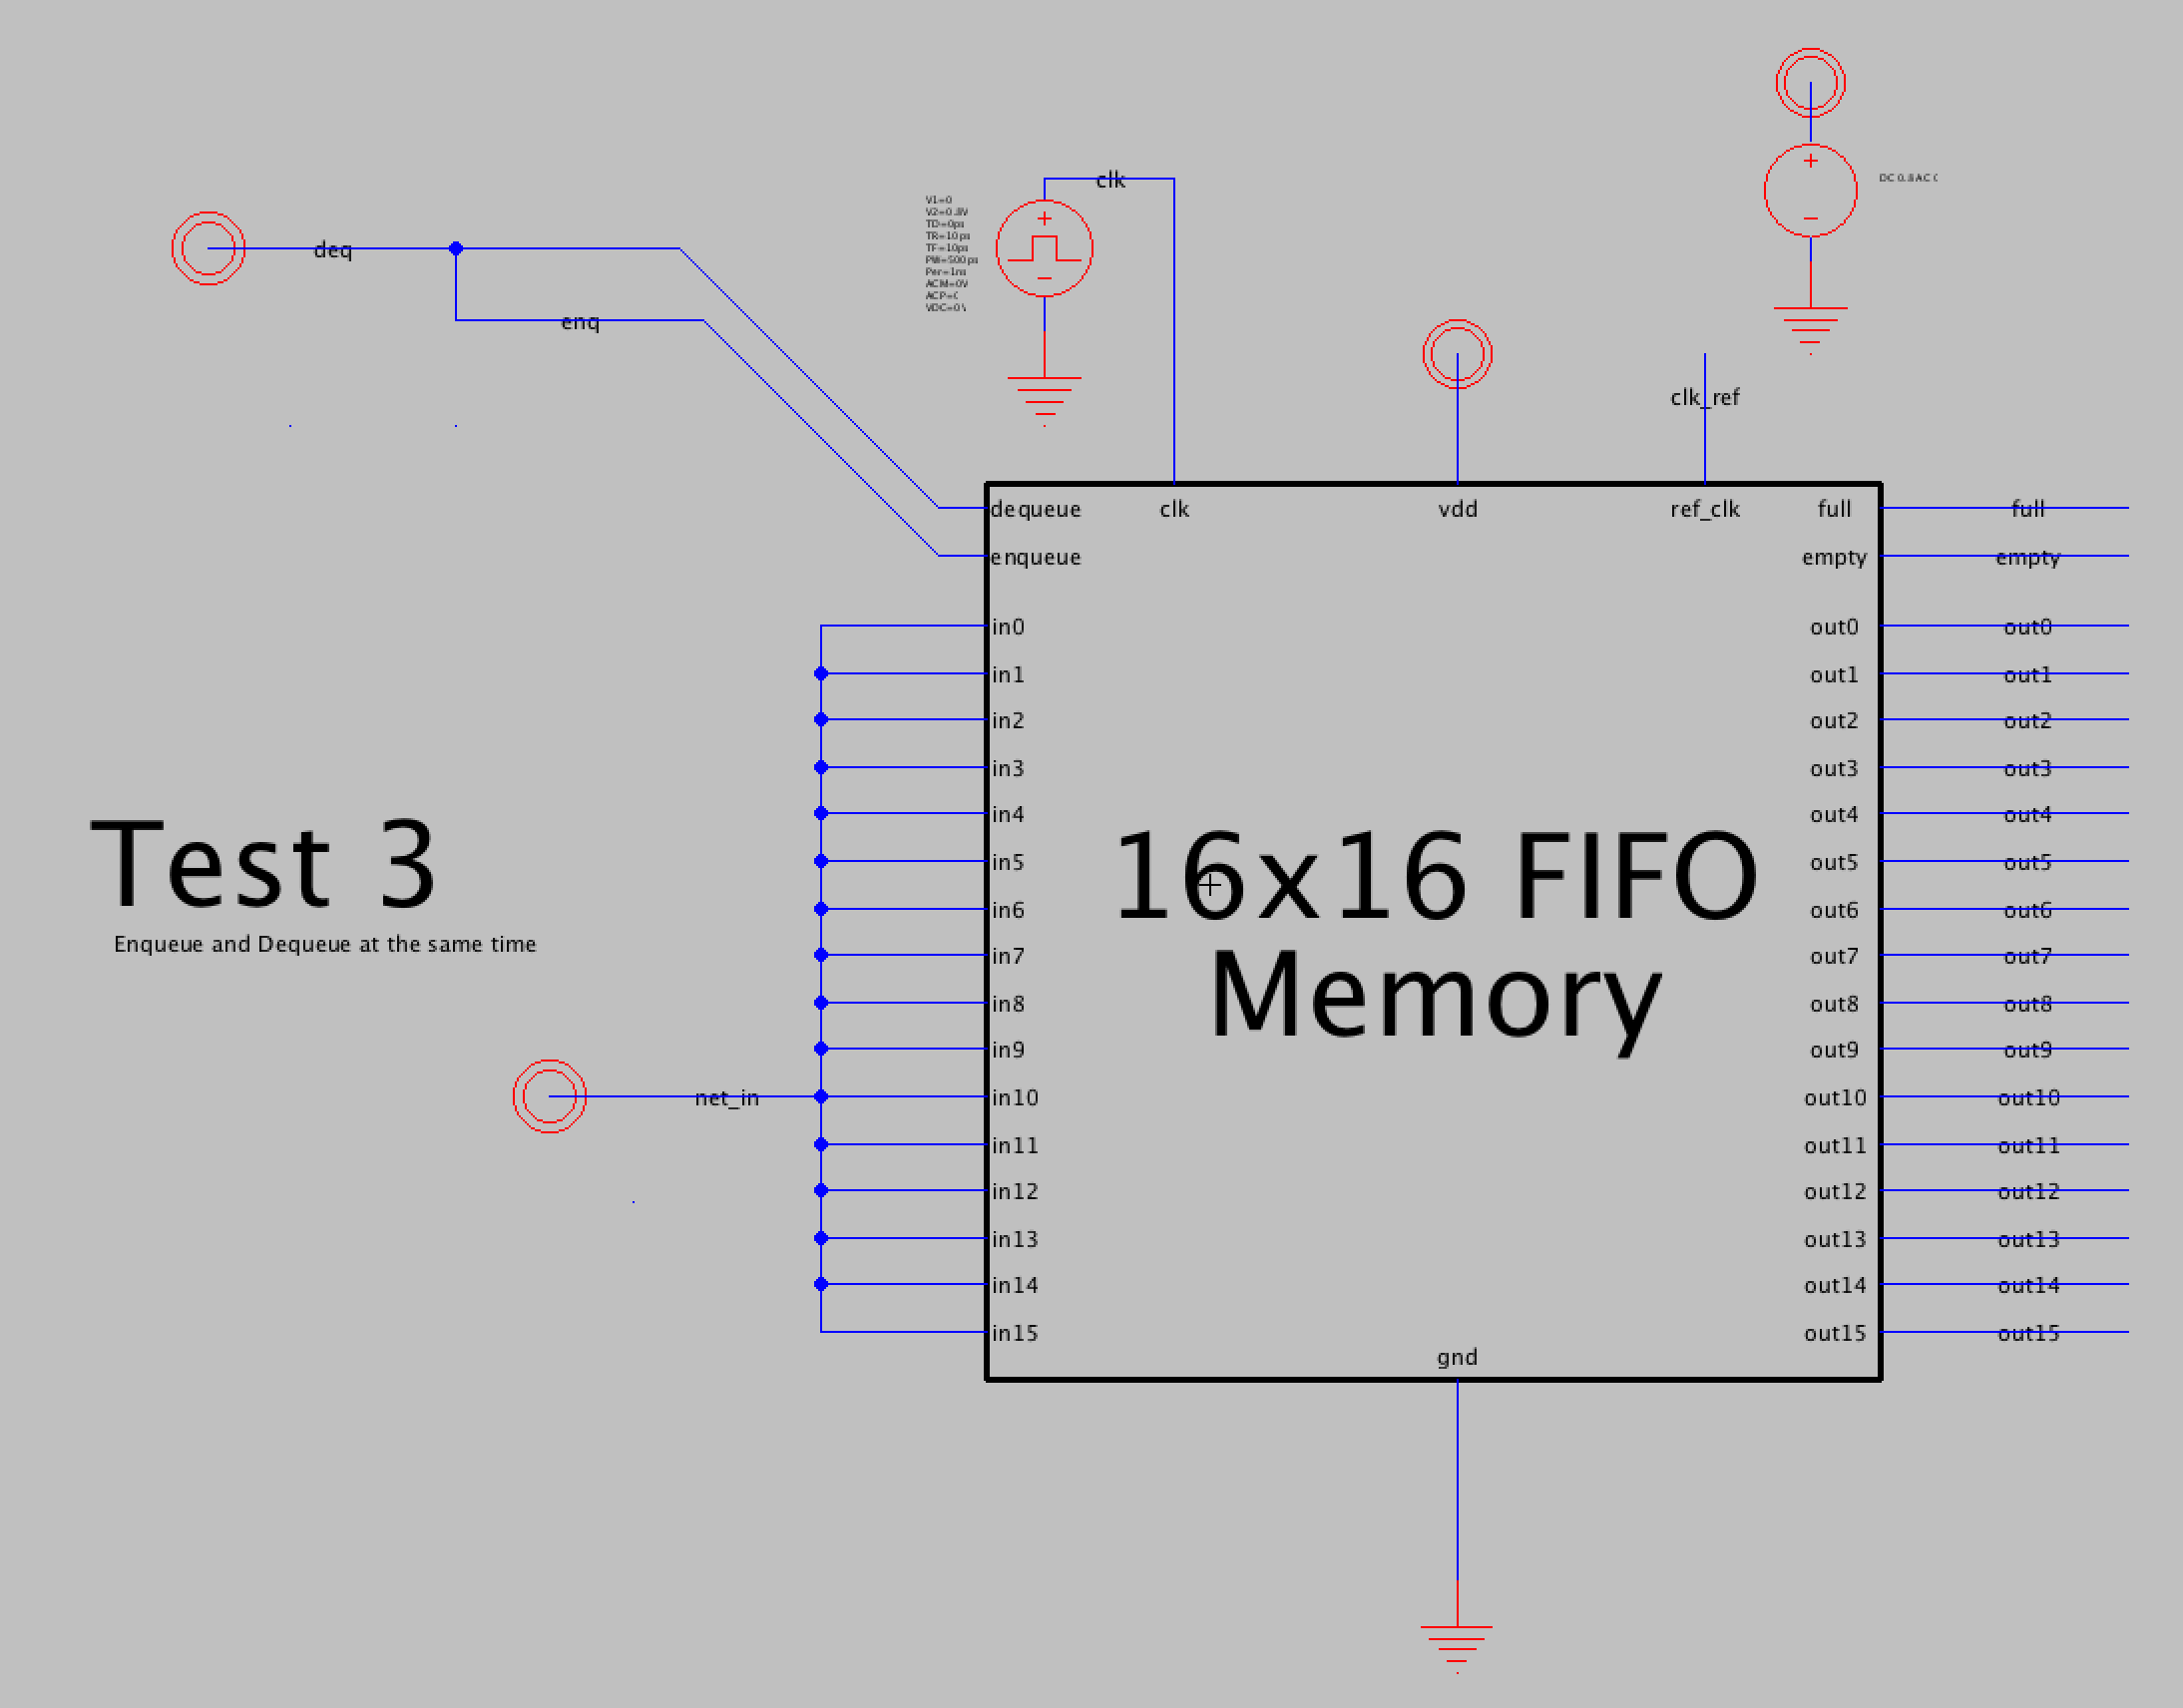 clk
V1=0
V2=0.8V
TD=0ps
TR=10ps
TF=10ps
PW=500ps
Per=1ns
ACM=0V
DC 0.8 AC
deq
enq
clk_ref
dequeue
clk
vdd
ref_clk
full
full
enqueue
empty
empty
in0
out0
out0
in1
out1
out1
in2
out2
out2
in3
out3
out3
in4
out4
out4
in5
out5
out5
in6
out6
out6
in7
out7
out7
in8
out8
out8
in9
out9
out9
net_in
in10
out10
out10
in11
out11
out11
in12
out12
out12
in13
out13
out13
in14
out14
out14
in15
out15
out15
gnd
16x16 FIFO
Memory
Test 3
Enqueue and Dequeue at the same time